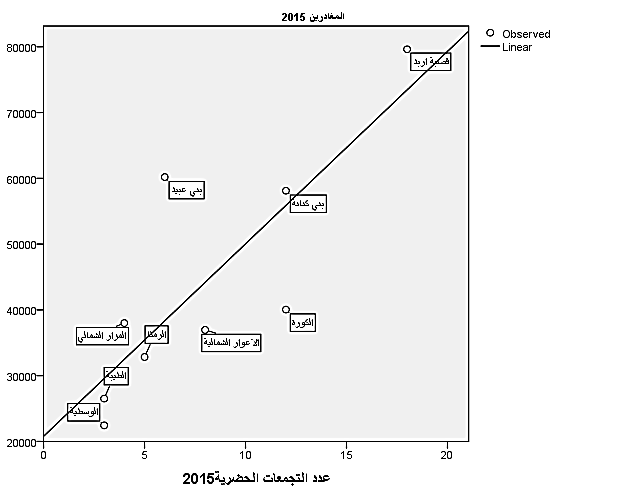 المغادرين 2015
Observed
Linear
80000
70000
60000
50000
40000
30000
20000
قصبة اربد
بني عبيد
بني كنانة
الكورة
المزار الشمالي
الرمثا
الأغوار الشمالية
الطيبة
الوسطية
0
5
10
15
20
عدد التجمعات الحضرية2015